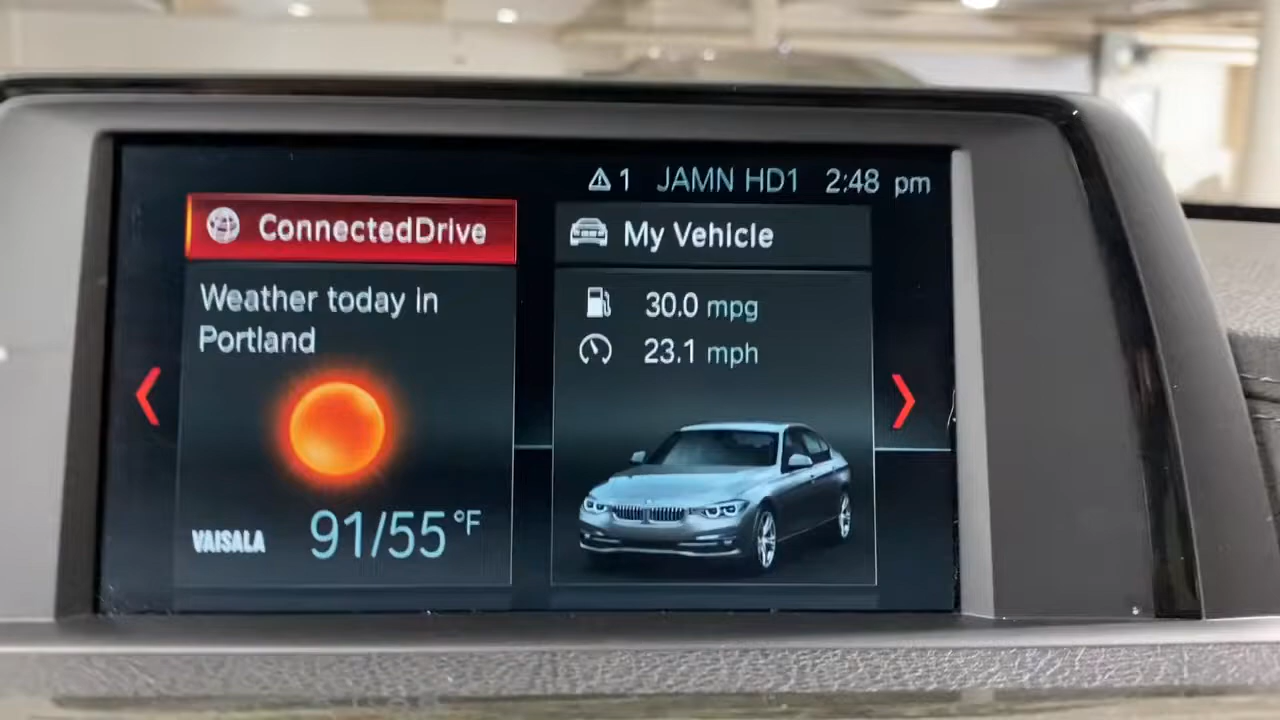 1 JAMN HD1 2:48 pm
ConnectedDrive
Weather today in
Portland
VAISALA 91/55 °F
My Vehicle
30.0 mpg
23.1 mph